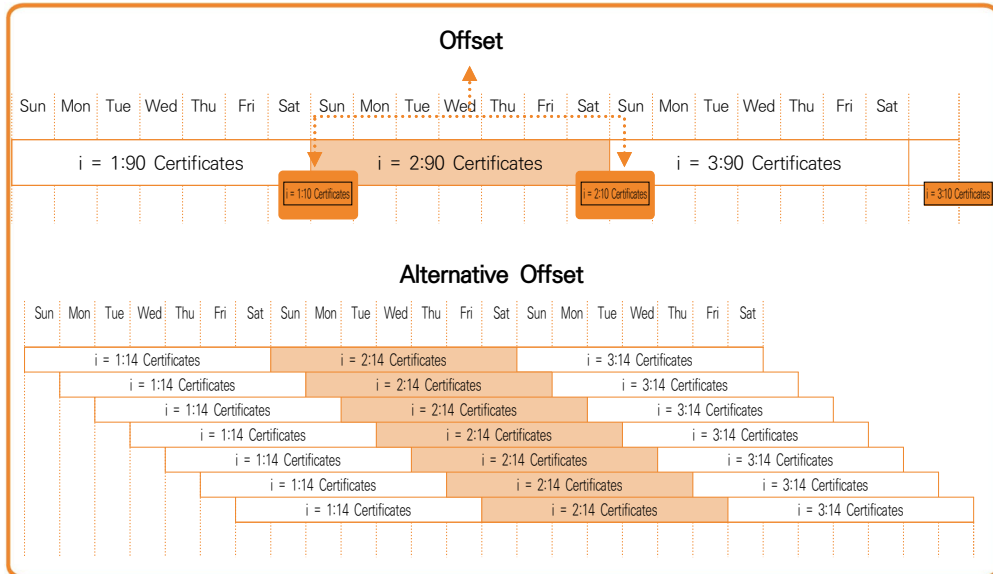 Offset
Sun Mon Tue Wed Thu Fri Sat Sun Mon Tue Wed Thu Fri Sat Sun Mon Tue Wed Thu Fri Sat
i = 1:90 Certificates i = 2:90 Certificates i = 3:90 Certificates
i = 1:10 Certificates i = 2:10 Certificates i = 3:10 Certificates
Alternative Offset
Sun Mon Tue Wed Thu Fri Sat Sun Mon Tue Wed Thu Fri Sat Sun Mon Tue Wed Thu Fri Sat
i = 1:14 Certificates i = 2:14 Certificates i = 3:14 Certificates
i = 1:14 Certificates i = 2:14 Certificates i = 3:14 Certificates
i = 1:14 Certificates i = 2:14 Certificates i = 3:14 Certificates
i = 1:14 Certificates i = 2:14 Certificates i = 3:14 Certificates
i = 1:14 Certificates i = 2:14 Certificates i = 3:14 Certificates
i = 1:14 Certificates i = 2:14 Certificates i = 3:14 Certificates
i = 1:14 Certificates i = 2:14 Certificates i = 3:14 Certificates